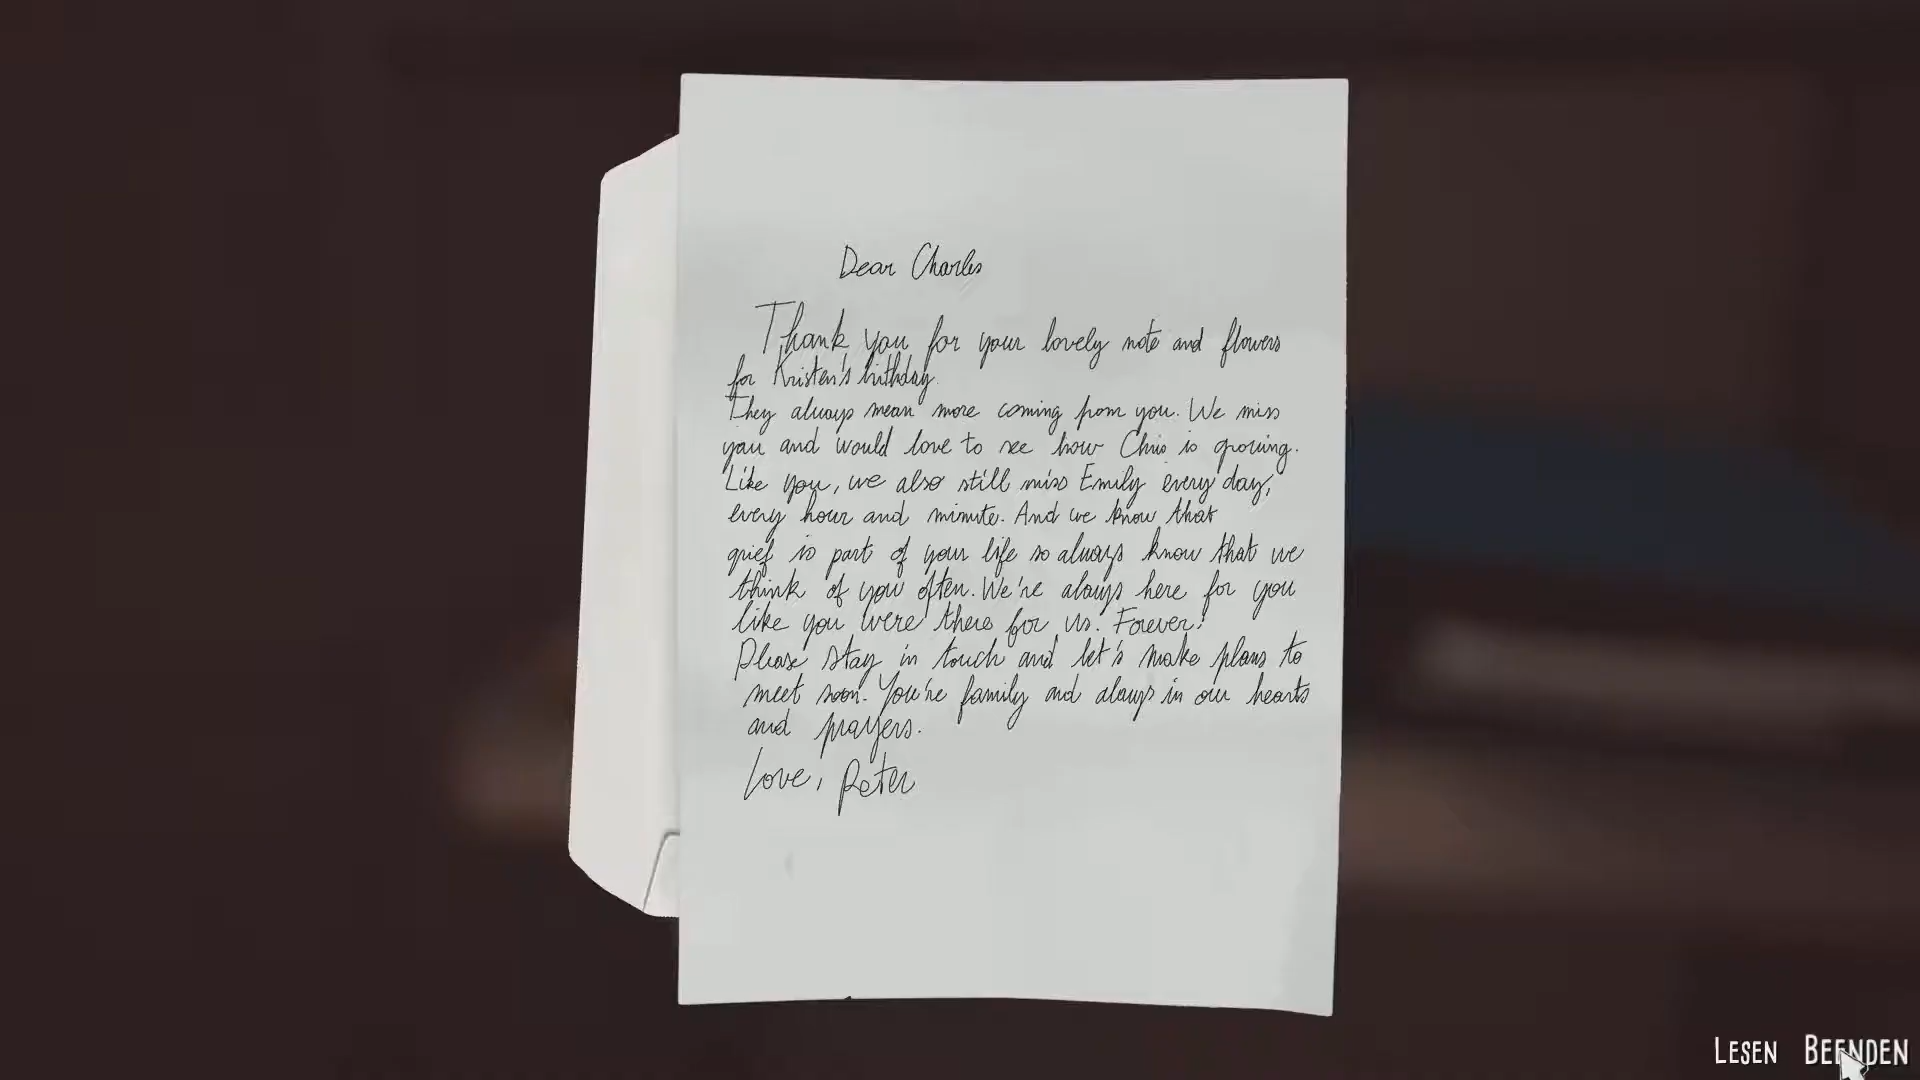 Dear Charles
Thank you for your lovely note and flowers
for Kristen's birthday.
They always mean more coming from you. We miss
you and would love to see how Chris is growing.
Like you, we also still miss Emily every day,
every hour and minute. And we know that
grief is part of your life so always know that we
think of you often. We're always here for you
like you were there for us. Forever!
Please stay in touch and let's make plans to
meet soon. You're family and always in our hearts
and prayers.
Love, Peter
LESEN BEENDEN